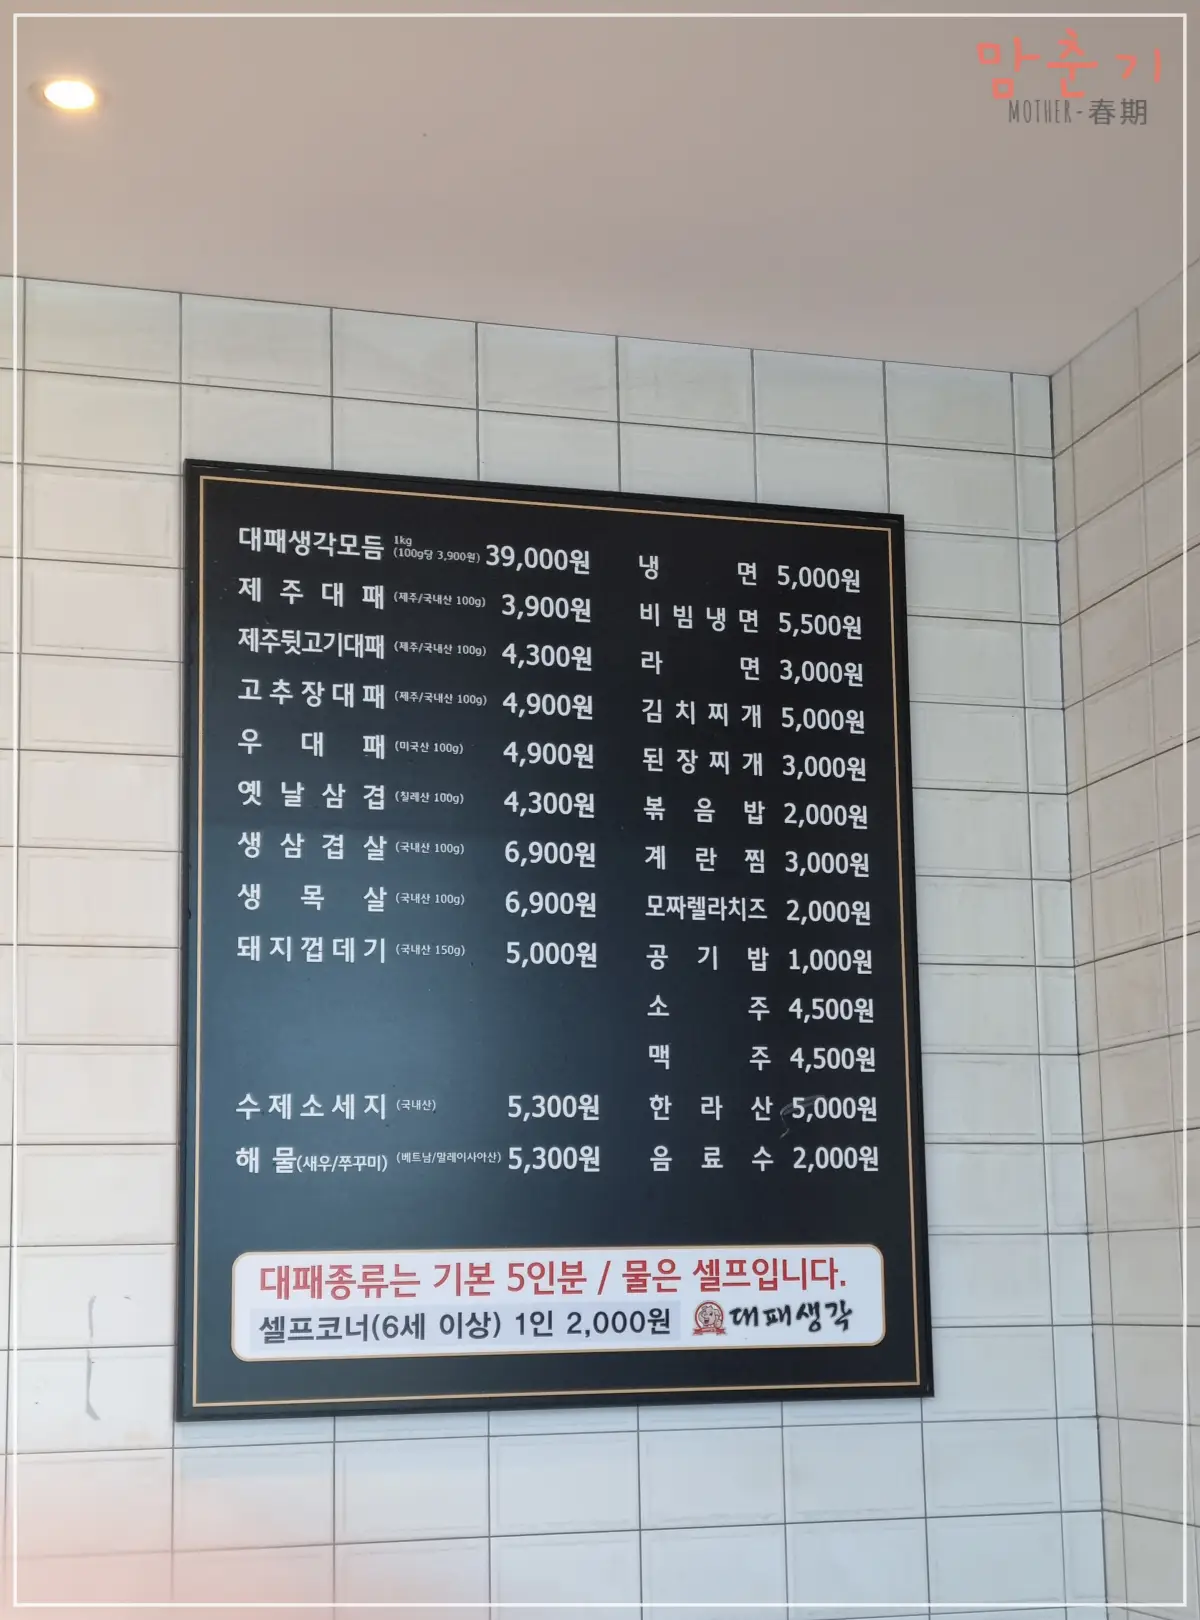 맘춘기
MOTHER-春期
대패생각모듬 1kg (100g당 3,900원) 39,000원
제주대패 (제주/국내산 100g) 3,900원
제주뒷고기대패 (제주/국내산 100g) 4,300원
고추장대패 (제주/국내산 100g) 4,900원
우대패 (미국산 100g) 4,900원
옛날삼겹 (칠레산 100g) 4,300원
생삼겹살 (국내산 100g) 6,900원
생목살 (국내산 100g) 6,900원
돼지껍데기 (국내산 150g) 5,000원
수제소세지 (국내산) 5,300원
해물(새우/쭈꾸미) (베트남/말레이시아산) 5,300원
냉면 5,000원
비빔냉면 5,500원
라면 3,000원
김치찌개 5,000원
된장찌개 3,000원
볶음밥 2,000원
계란찜 3,000원
모짜렐라치즈 2,000원
공기밥 1,000원
소주 4,500원
맥주 4,500원
한라산 5,000원
음료수 2,000원
대패종류는 기본 5인분 / 물은 셀프입니다.
셀프코너(6세 이상) 1인 2,000원 대패생각